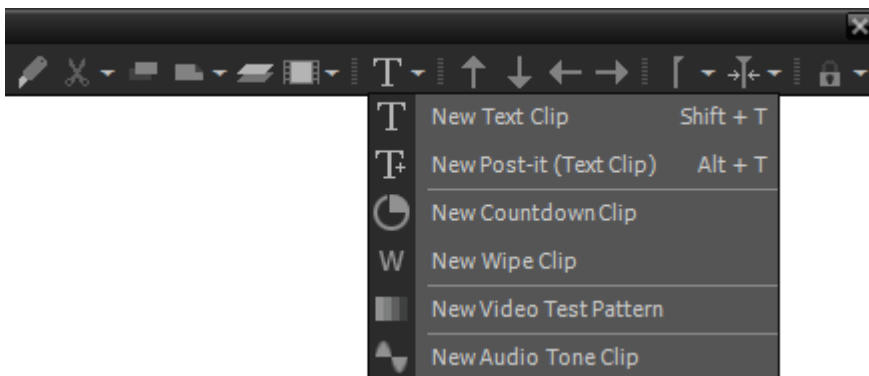 T
T New Text Clip Shift + T
T+ New Post-it (Text Clip) Alt + T
New Countdown Clip
W New Wipe Clip
New Video Test Pattern
New Audio Tone Clip